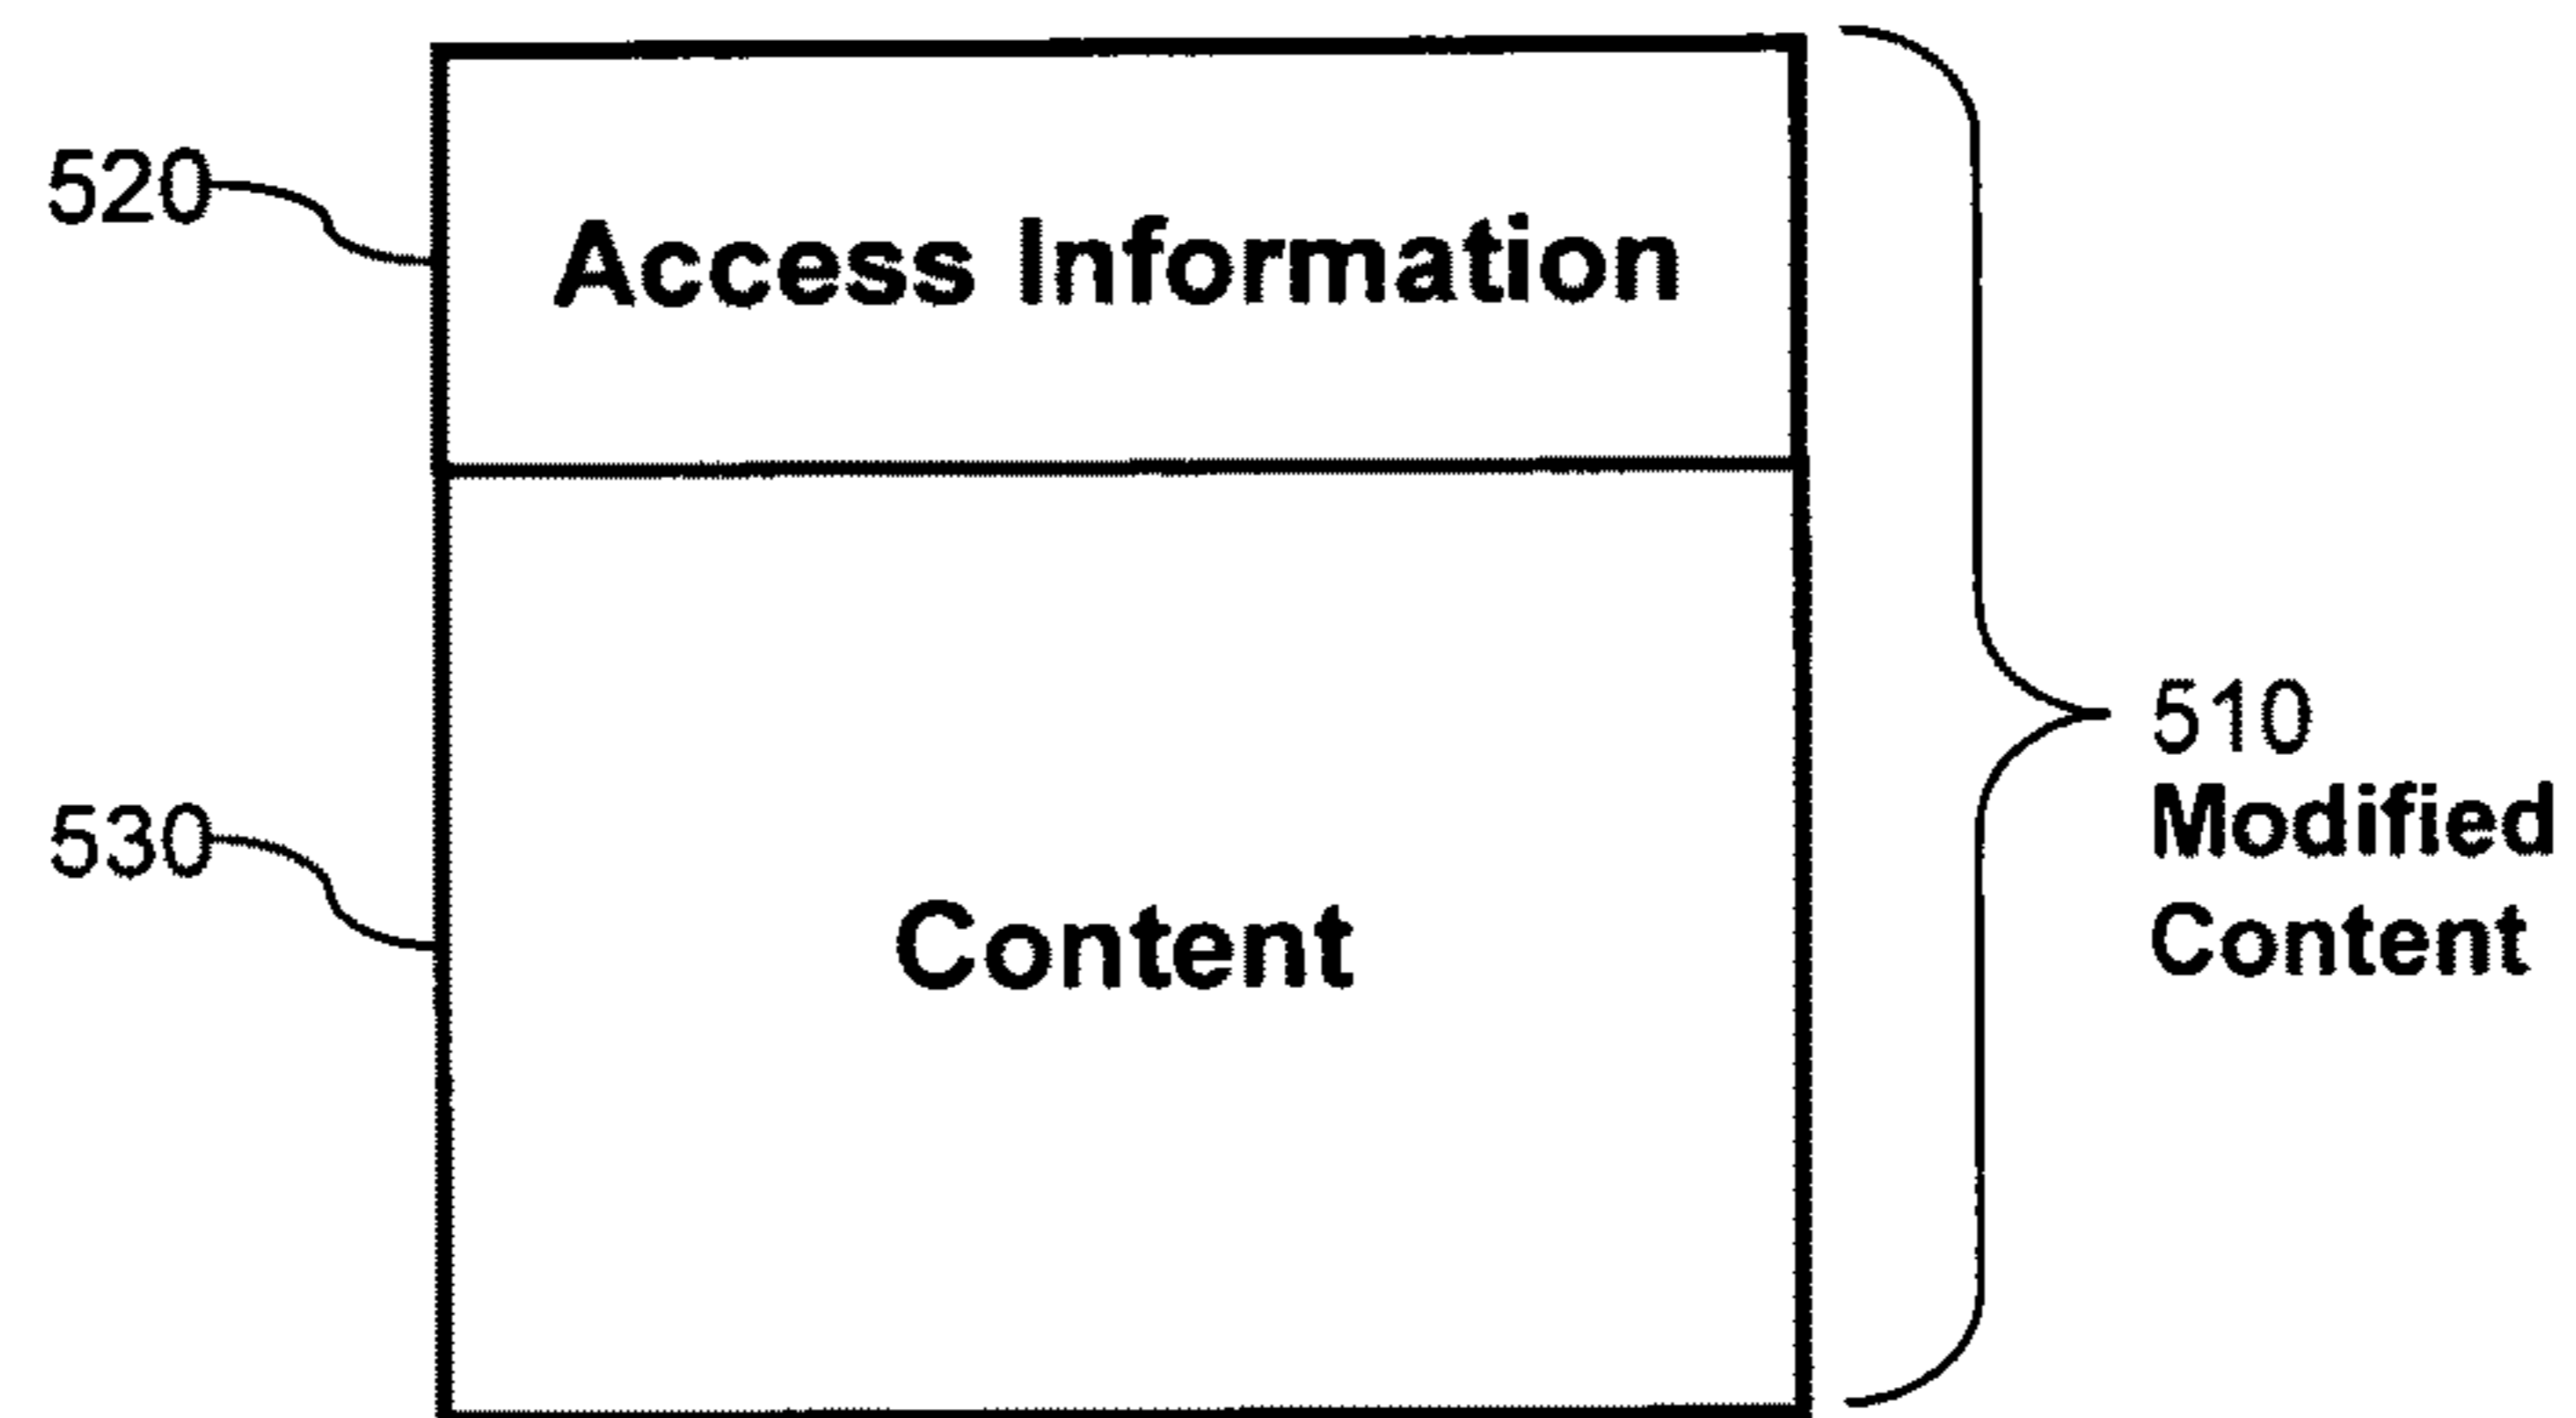 520
Access Information
530
Content
510
Modified
Content